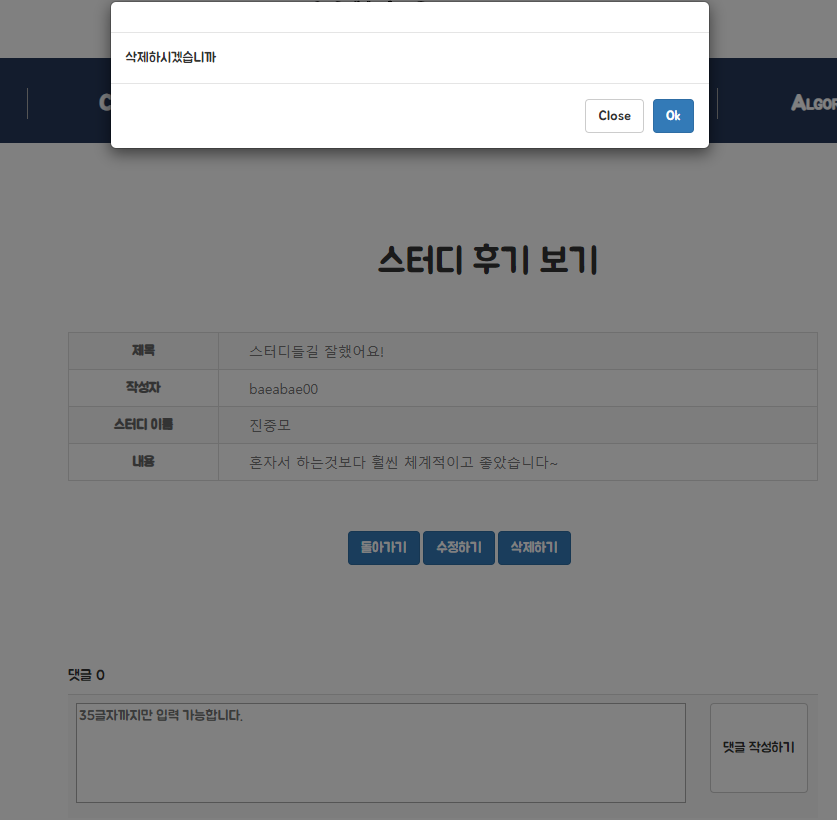 삭제하시겠습니까
Close Ok
스터디 후기 보기
제목 스터디들길 잘했어요!
작성자 baeabae00
스터디 이름 진중모
내용 혼자서 하는것보다 훨씬 체계적이고 좋았습니다~
돌아가기 수정하기 삭제하기
댓글 0
35글자까지만 입력 가능합니다.
댓글 작성하기